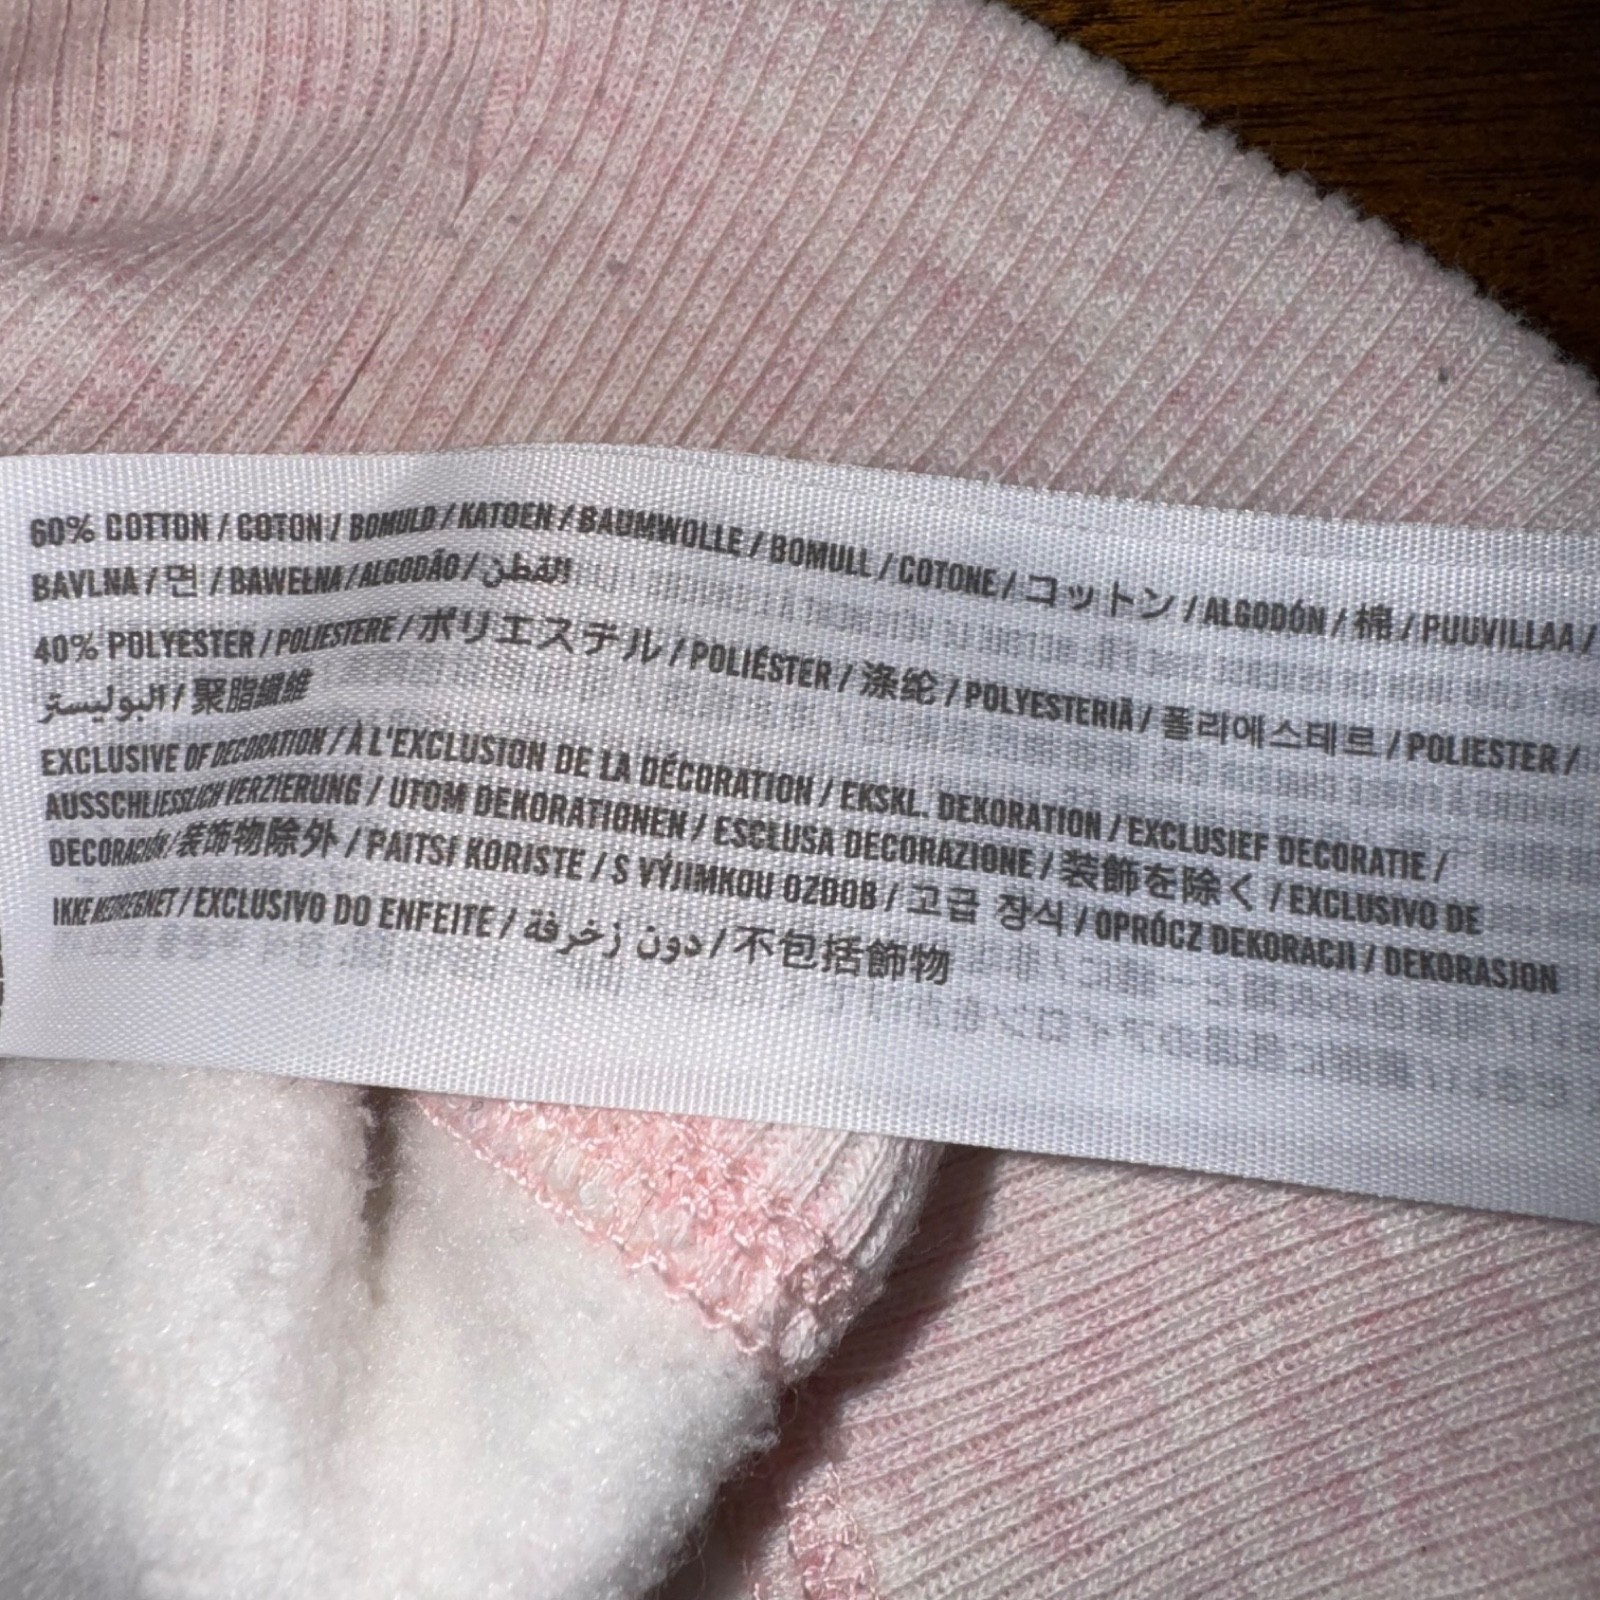 60% COTTON / COTON / BOMULD / KATOEN / BAUMWOLLE / BOMULL / COTONE / コットン / ALGODÓN / 棉 / PUUVILLAA /
BAVLNA / 면 / BAWEŁNA / ALGODÃO / القطن
40% POLYESTER / POLIESTERE / ポリエステル / POLIÉSTER / 涤纶 / POLYESTERIÄ / 폴리에스테르 / POLIESTER /
البوليستر / 聚脂纖維
EXCLUSIVE OF DECORATION / À L'EXCLUSION DE LA DÉCORATION / EKSKL. DEKORATION / EXCLUSIEF DECORATIE /
AUSSCHLIESSLICH VERZIERUNG / UTOM DEKORATIONEN / ESCLUSA DECORAZIONE / 装飾を除く / EXCLUSIVO DE
DECORACIÓN / 装饰物除外 / PAITSI KORISTE / S VÝJIMKOU OZDOB / 고급 장식 / OPRÓCZ DEKORACJI / DEKORASJON
IKKE MEDREGNET / EXCLUSIVO DO ENFEITE / دون زخرفة / 不包括飾物